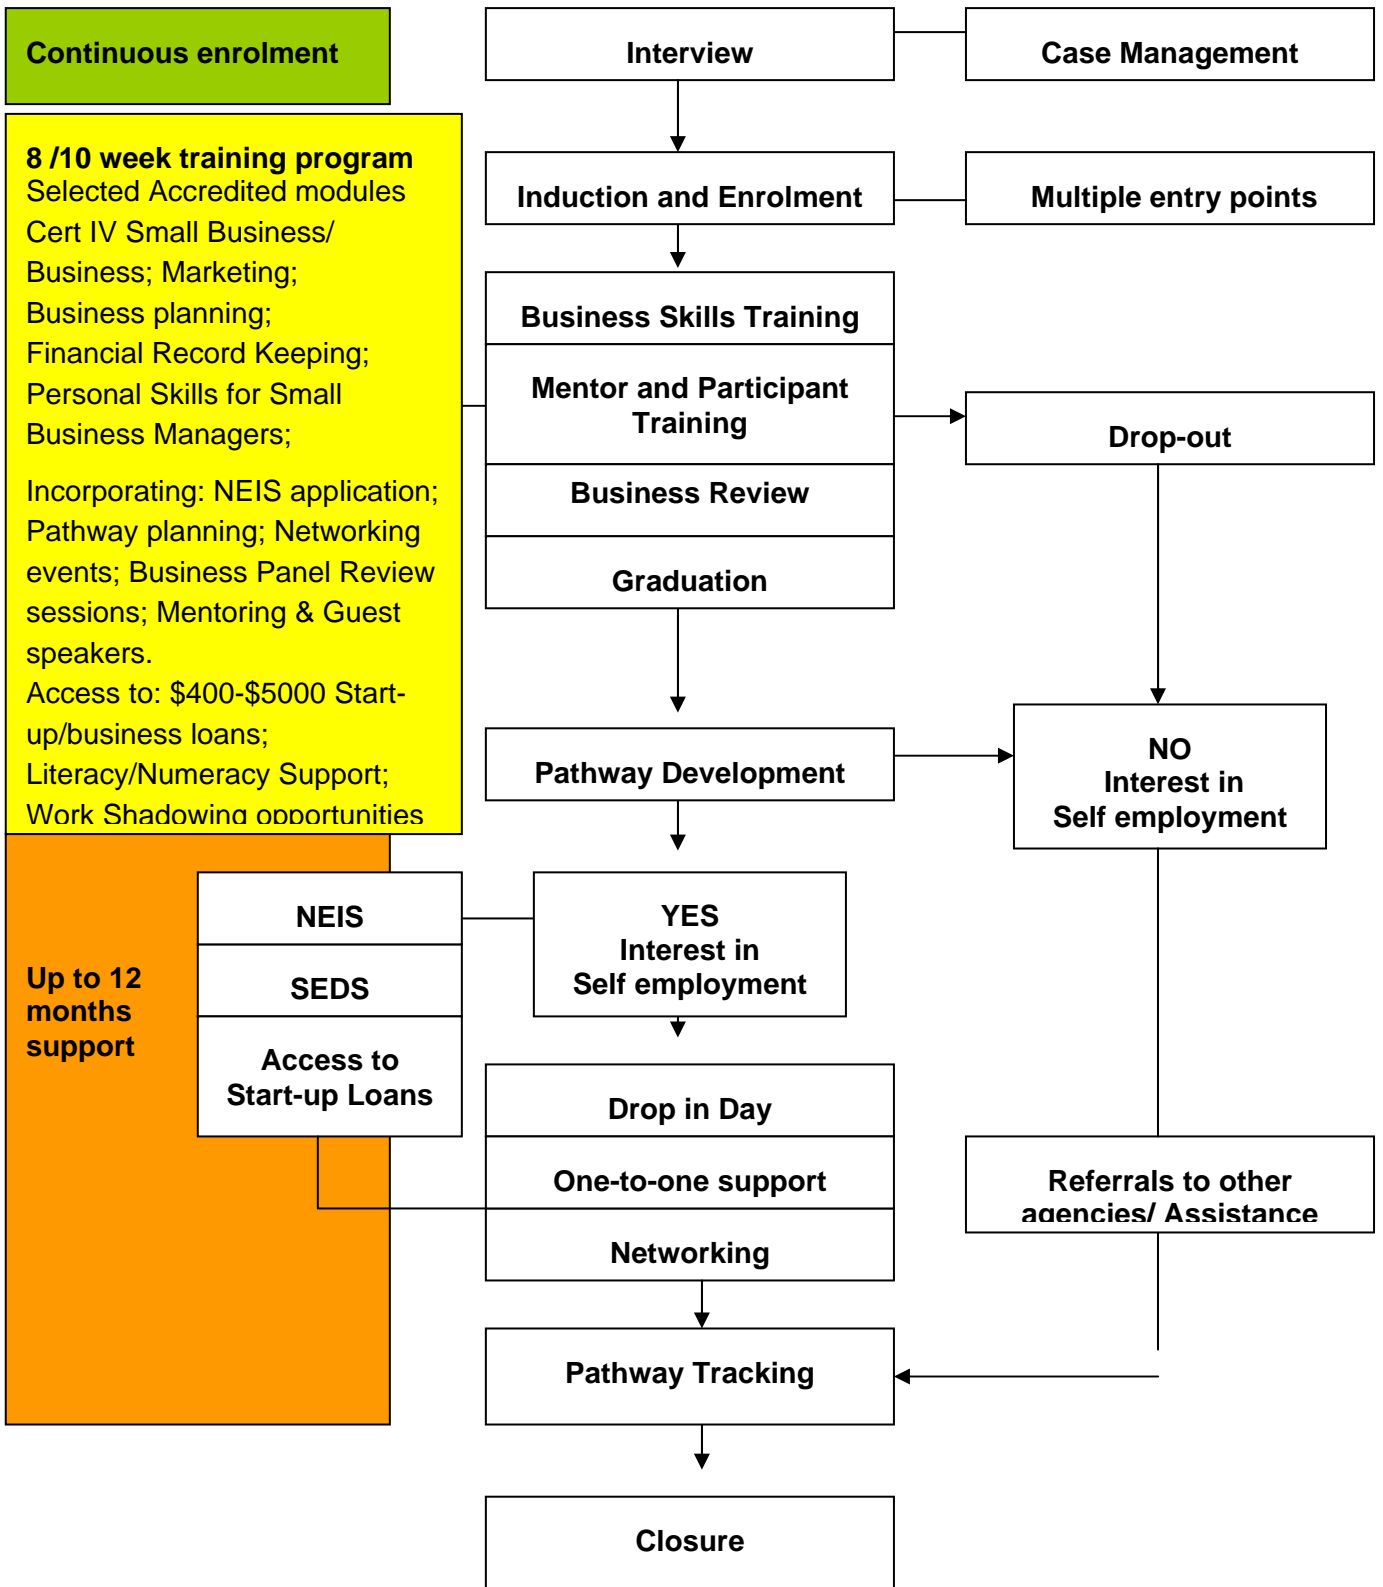 Continuous enrolment
Interview
Case Management
8 /10 week training program
Selected Accredited modules
Cert IV Small Business/
Business; Marketing;
Business planning;
Financial Record Keeping;
Personal Skills for Small
Business Managers;
Incorporating: NEIS application;
Pathway planning; Networking
events; Business Panel Review
sessions; Mentoring & Guest
speakers.
Access to: $400-$5000 Start-
up/business loans;
Literacy/Numeracy Support;
Work Shadowing opportunities
Induction and Enrolment
Multiple entry points
Business Skills Training
Mentor and Participant
Training
Business Review
Graduation
Drop-out
Pathway Development
NO
Interest in
Self employment
Up to 12
months
support
NEIS
SEDS
Access to
Start-up Loans
YES
Interest in
Self employment
Drop in Day
One-to-one support
Networking
Referrals to other
agencies/ Assistance
Pathway Tracking
Closure